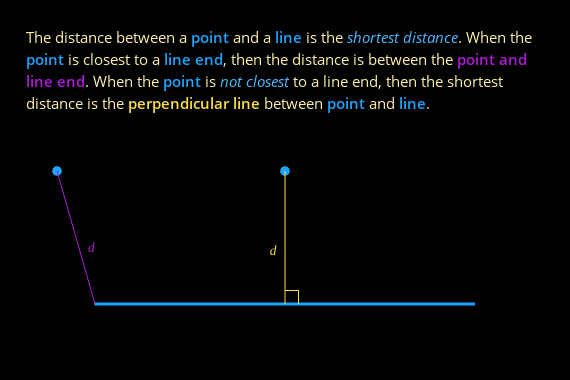 The distance between a point and a line is the shortest distance. When the
point is closest to a line end, then the distance is between the point and
line end. When the point is not closest to a line end, then the shortest
distance is the perpendicular line between point and line.
d
d